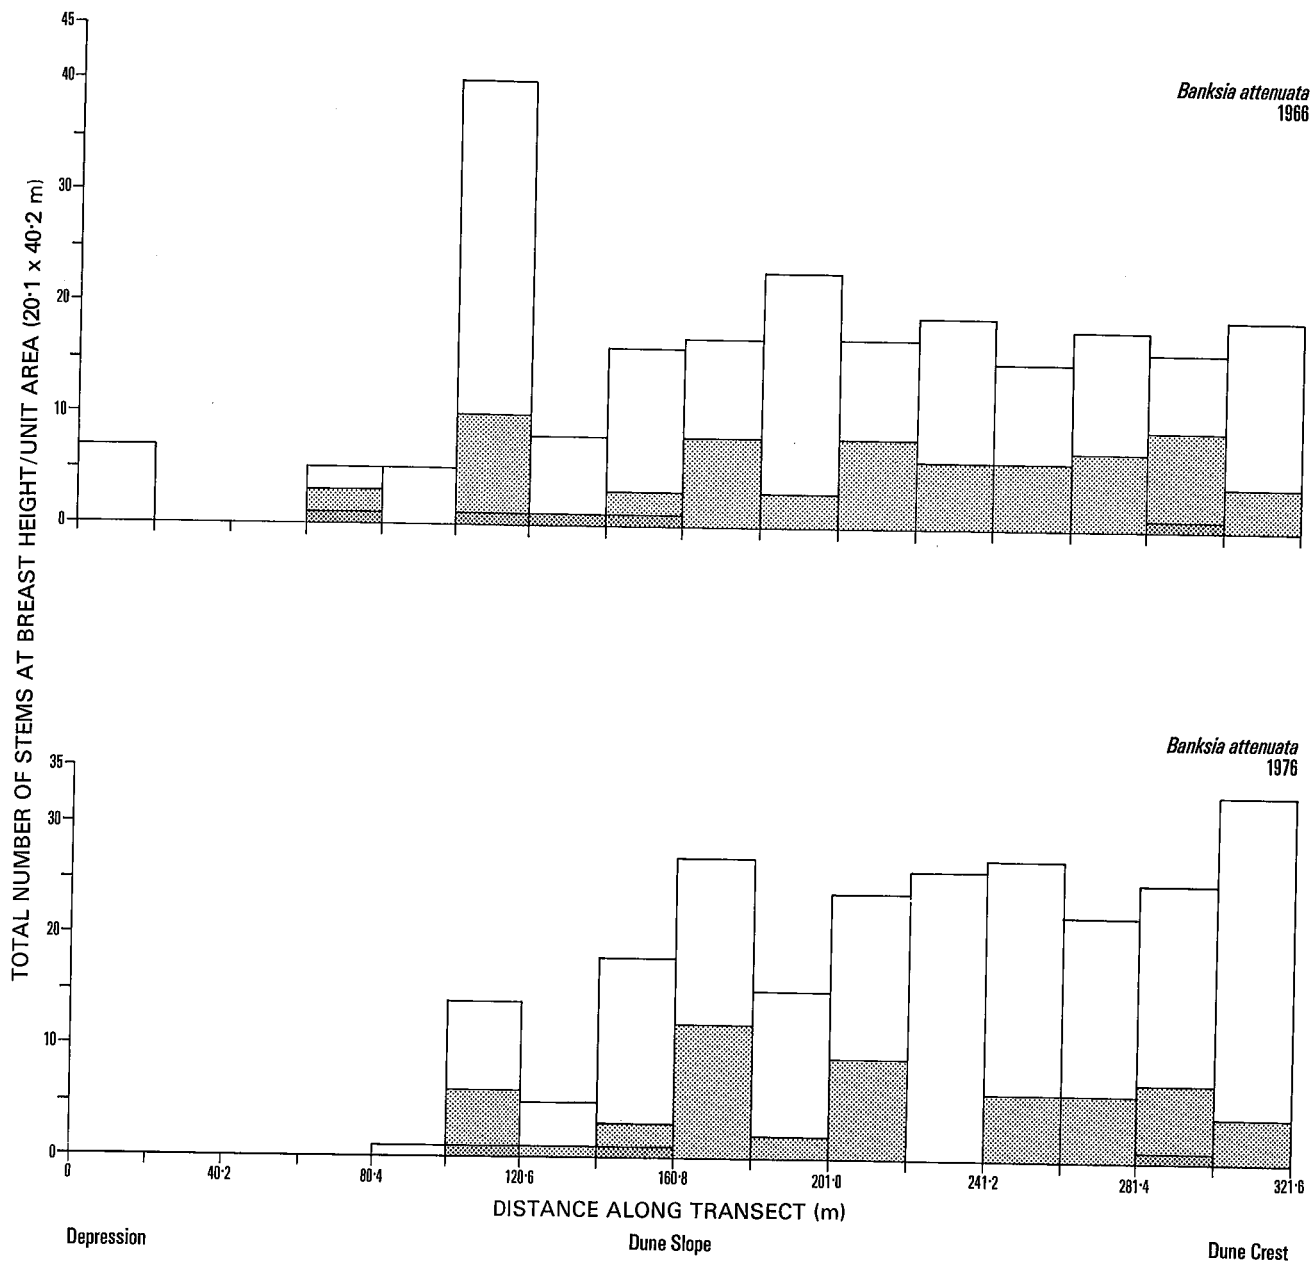 45
40
30
20
10
0
Banksia attenuata
1966
TOTAL NUMBER OF STEMS AT BREAST HEIGHT/UNIT AREA (20·1 x 40·2 m)
Banksia attenuata
1976
35
30
20
10
0
0 40·2 80·4 120·6 160·8 201·0 241·2 281·4 321·6
DISTANCE ALONG TRANSECT (m)
Depression Dune Slope Dune Crest